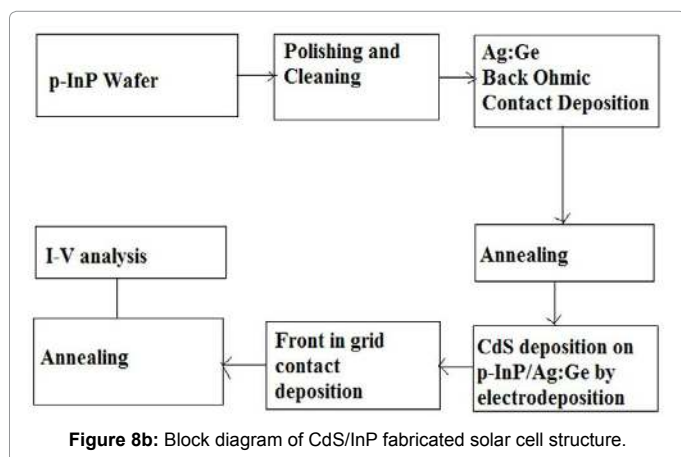 p-InP Wafer
Polishing and
Cleaning
Ag:Ge
Back Ohmic
Contact Deposition
Annealing
CdS deposition on
p-InP/Ag:Ge by
electrodeposition
Front in grid
contact
deposition
Annealing
I-V analysis
Figure 8b: Block diagram of CdS/InP fabricated solar cell structure.